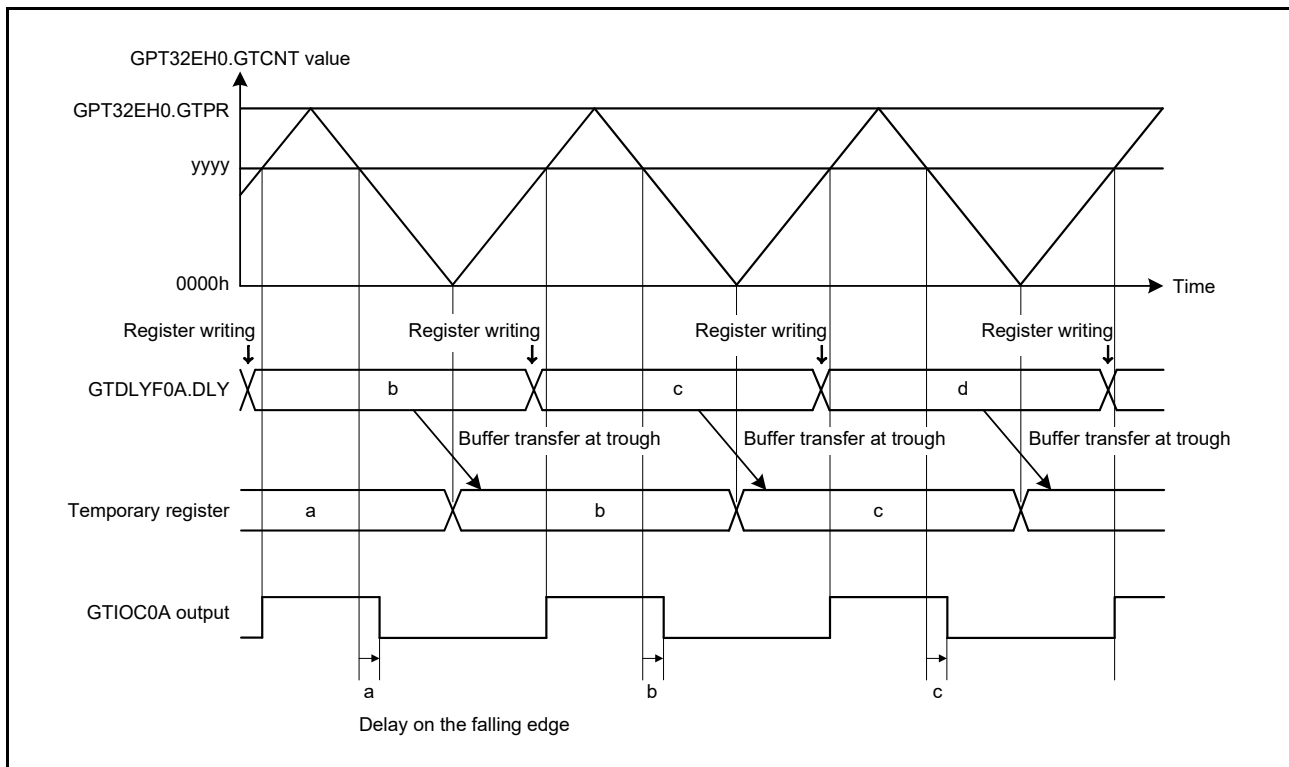 GPT32EH0.GTCNT value
GPT32EH0.GTPR
yyyy
0000h
Time
Register writing
Register writing
Register writing
Register writing
GTDLYF0A.DLY
b
c
d
Buffer transfer at trough
Buffer transfer at trough
Buffer transfer at trough
Temporary register
a
b
c
GTIOC0A output
a
b
c
Delay on the falling edge